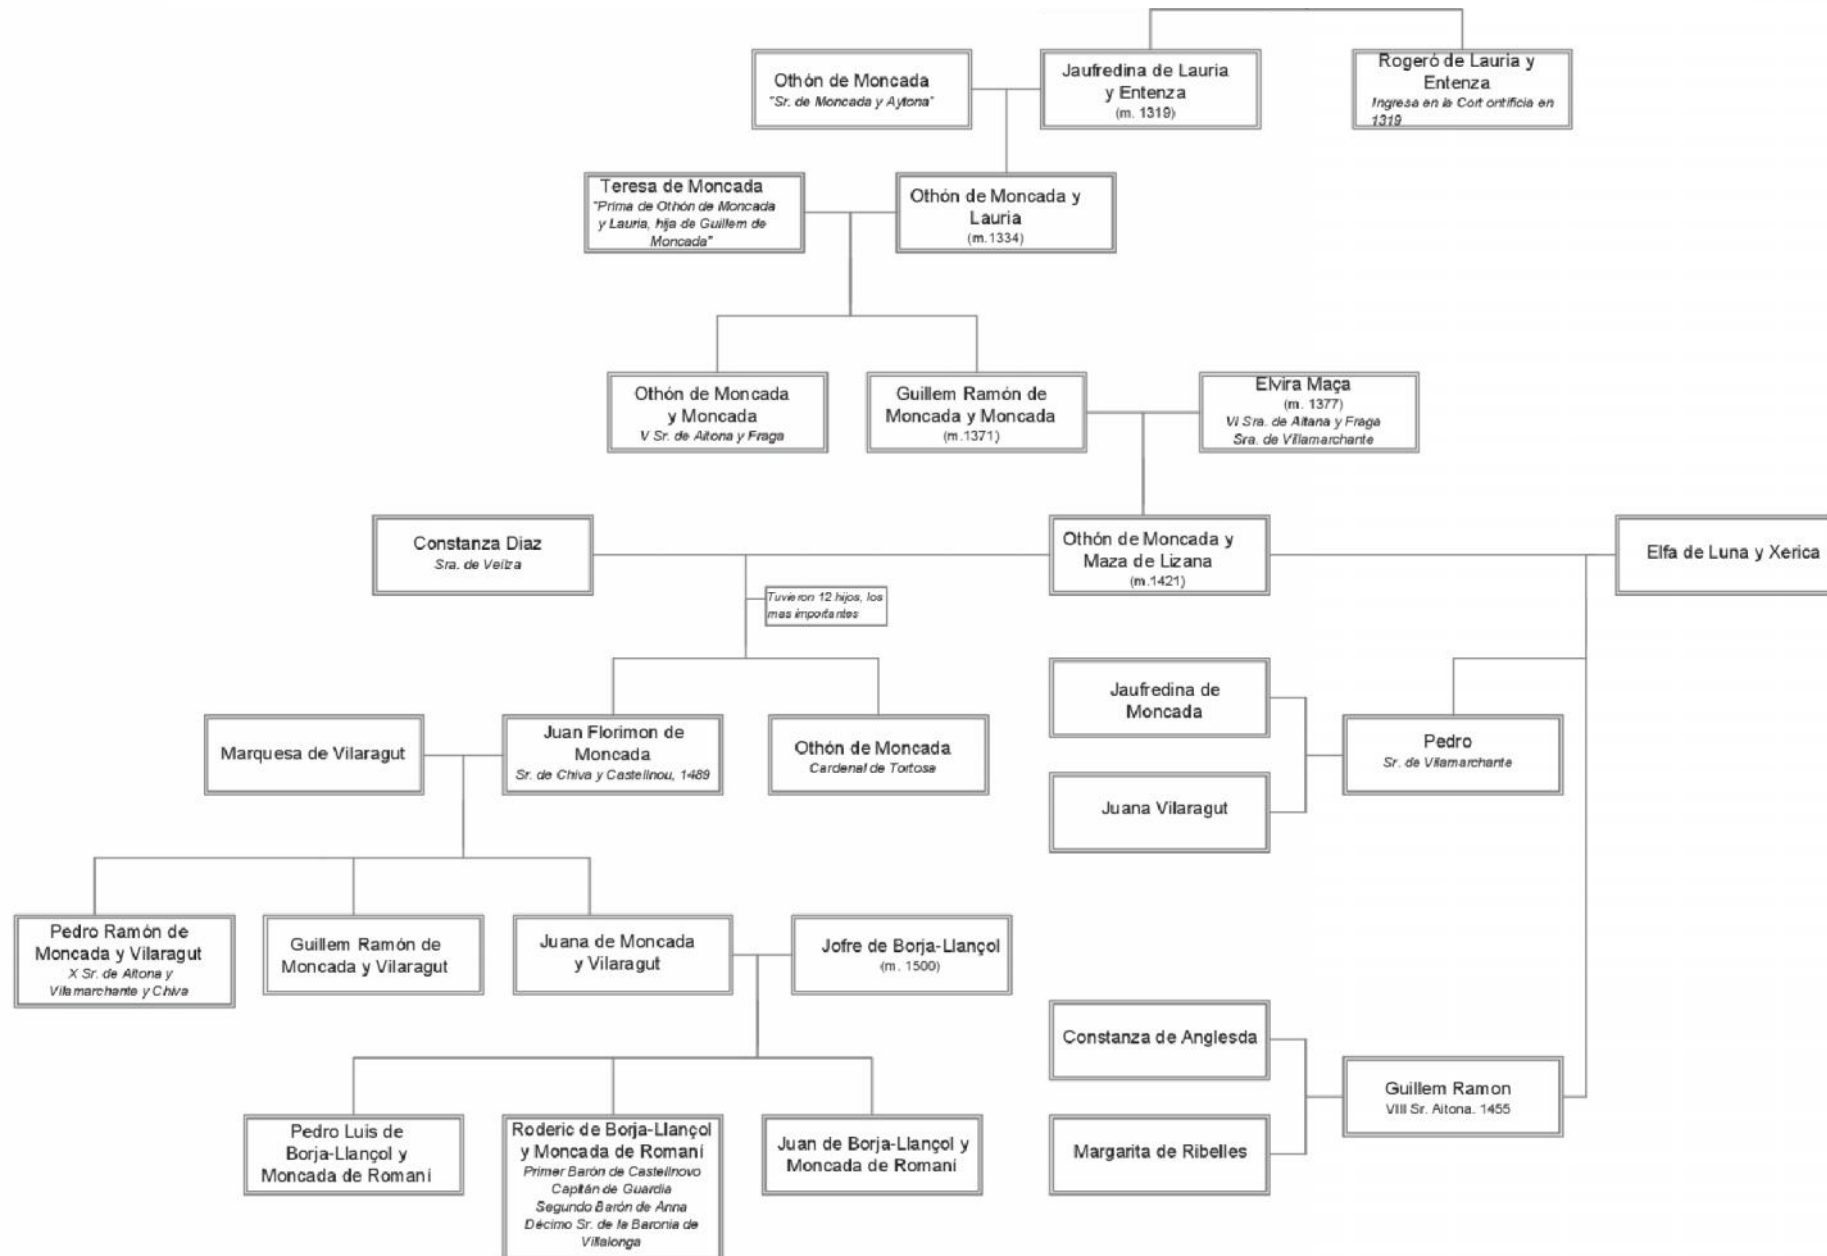 Othón de Moncada
"Sr. de Moncada y Aytona"
Jaufredina de Lauria
y Entenza
(m. 1319)
Rogeró de Lauria y
Entenza
Ingresa en la Cort ontificia en
1319
Teresa de Moncada
"Prima de Othón de Moncada
y Lauria, hija de Guillem de
Moncada"
Othón de Moncada y
Lauria
(m.1334)
Othón de Moncada
y Moncada
V Sr. de Aitona y Fraga
Guillem Ramón de
Moncada y Moncada
(m.1371)
Elvira Maça
(m. 1377)
VI Sra. de Aitana y Fraga
Sra. de Villamarchante
Constanza Diaz
Sra. de Veilza
Othón de Moncada y
Maza de Lizana
(m.1421)
Elfa de Luna y Xerica
Tuvieron 12 hijos, los
mas importantes
Marquesa de Vilaragut
Juan Florimon de
Moncada
Sr. de Chiva y Castellnou, 1489
Othón de Moncada
Cardenal de Tortosa
Jaufredina de
Moncada
Juana Vilaragut
Pedro
Sr. de Vilamarchante
Pedro Ramón de
Moncada y Vilaragut
X Sr. de Aitona y
Vilamarchante y Chiva
Guillem Ramón de
Moncada y Vilaragut
Juana de Moncada
y Vilaragut
Jofre de Borja-Llançol
(m. 1500)
Constanza de Anglesda
Margarita de Ribelles
Guillem Ramon
VIII Sr. Aitona. 1455
Pedro Luis de
Borja-Llançol y
Moncada de Romaní
Roderic de Borja-Llançol
y Moncada de Romaní
Primer Barón de Castellnovo
Capitán de Guardia
Segundo Barón de Anna
Décimo Sr. de la Baronia de
Villalonga
Juan de Borja-Llançol y
Moncada de Romaní